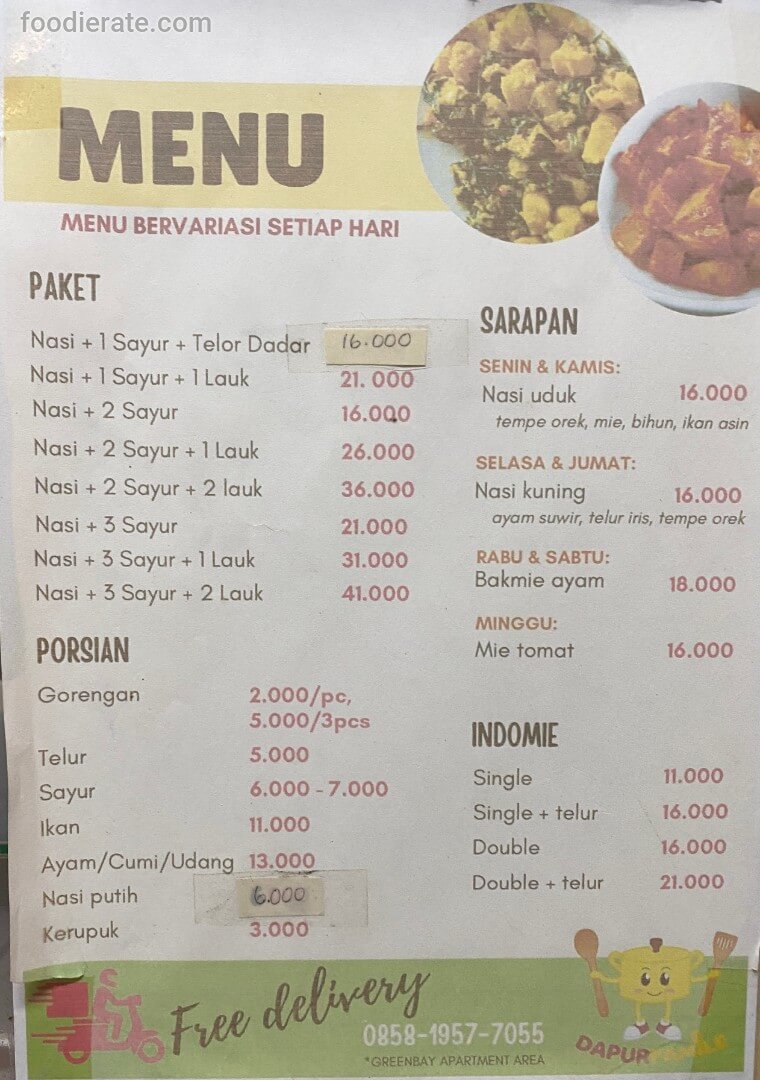 foodierate.com
MENU
MENU BERVARIASI SETIAP HARI
PAKET
Nasi + 1 Sayur + Telor Dadar 16.000
Nasi + 1 Sayur + 1 Lauk 21. 000
Nasi + 2 Sayur 16.000
Nasi + 2 Sayur + 1 Lauk 26.000
Nasi + 2 Sayur + 2 lauk 36.000
Nasi + 3 Sayur 21.000
Nasi + 3 Sayur + 1 Lauk 31.000
Nasi + 3 Sayur + 2 Lauk 41.000
PORSIAN
Gorengan 2.000/pc,
5.000/3pcs
Telur 5.000
Sayur 6.000 - 7.000
Ikan 11.000
Ayam/Cumi/Udang 13.000
Nasi putih 6.000
Kerupuk 3.000
SARAPAN
SENIN & KAMIS:
Nasi uduk 16.000
tempe orek, mie, bihun, ikan asin
SELASA & JUMAT:
Nasi kuning 16.000
ayam suwir, telur iris, tempe orek
RABU & SABTU:
Bakmie ayam 18.000
MINGGU:
Mie tomat 16.000
INDOMIE
Single 11.000
Single + telur 16.000
Double 16.000
Double + telur 21.000
Free delivery
0858-1957-7055
*GREENBAY APARTMENT AREA
DAPUR